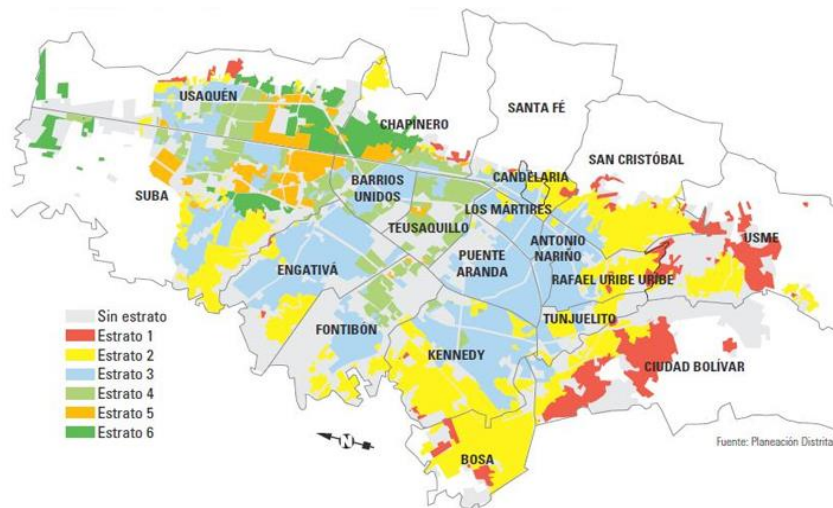 USAQUÉN
CHAPINERO
SANTA FÉ
SAN CRISTÓBAL
SUBA
BARRIOS
UNIDOS
CANDELARIA
LOS MÁRTIRES
TEUSAQUILLO
USME
ANTONIO
NARIÑO
PUENTE
ARANDA
ENGATIVÁ
RAFAEL URIBE URIBE
FONTIBÓN
TUNJUELITO
KENNEDY
CIUDAD BOLÍVAR
BOSA
Sin estrato
Estrato 1
Estrato 2
Estrato 3
Estrato 4
Estrato 5
Estrato 6
N
Fuente: Planeación Distrita